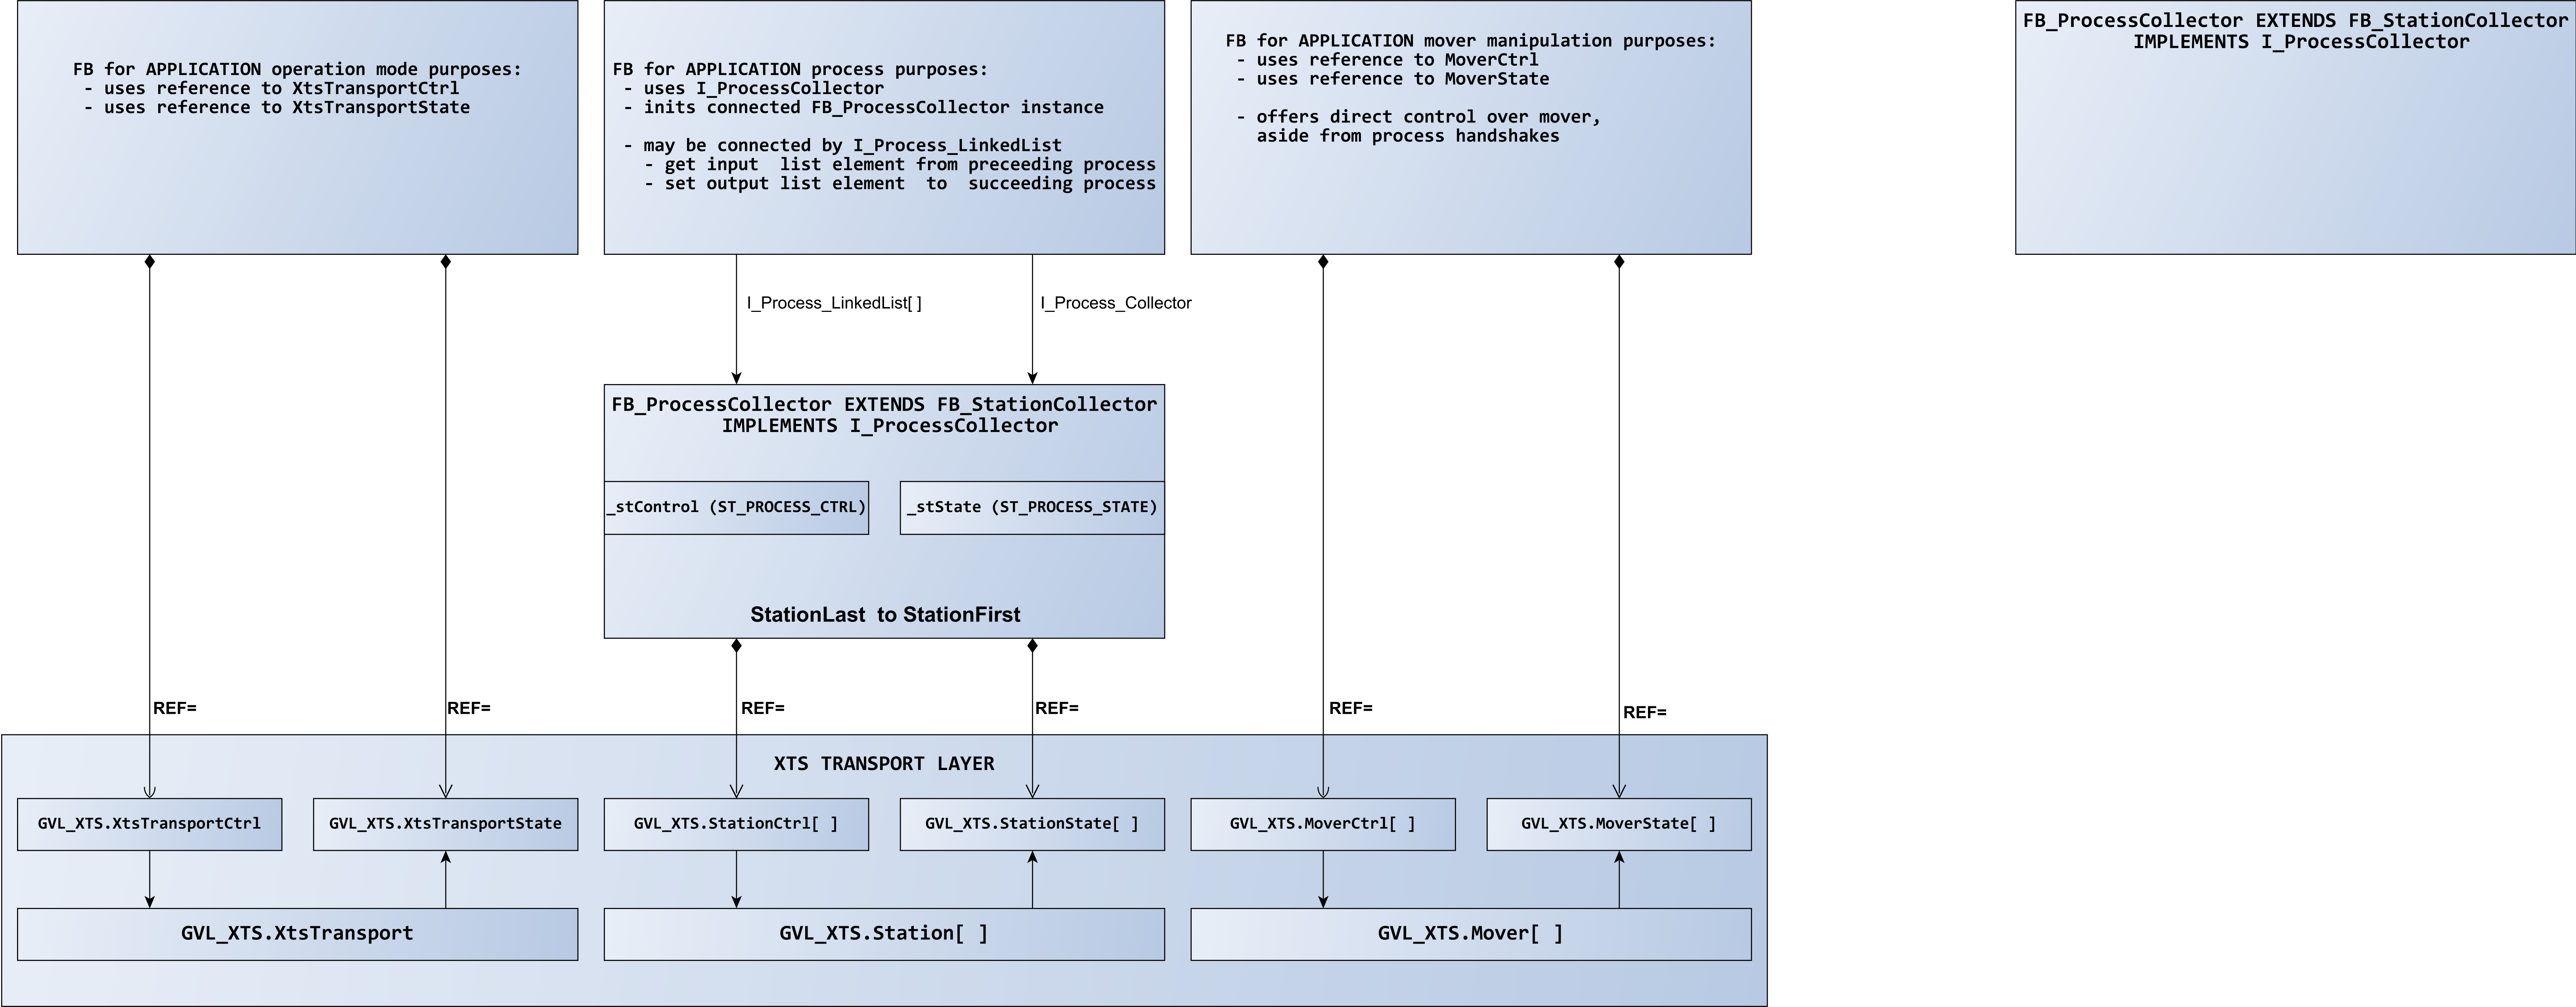 FB for APPLICATION operation mode purposes:
- uses reference to XtsTransportCtrl
- uses reference to XtsTransportState
FB for APPLICATION process purposes:
- uses I_ProcessCollector
- inits connected FB_ProcessCollector instance
- may be connected by I_Process_LinkedList
- get input  list element from preceeding process
- set output list element  to  succeeding process
FB for APPLICATION mover manipulation purposes:
- uses reference to MoverCtrl
- uses reference to MoverState
- offers direct control over mover,
aside from process handshakes
FB_ProcessCollector EXTENDS FB_StationCollector
IMPLEMENTS I_ProcessCollector
I_Process_LinkedList[ ]
I_Process_Collector
FB_ProcessCollector EXTENDS FB_StationCollector
IMPLEMENTS I_ProcessCollector
_stControl (ST_PROCESS_CTRL)
_stState (ST_PROCESS_STATE)
StationLast  to StationFirst
REF=
REF=
REF=
REF=
REF=
REF=
XTS TRANSPORT LAYER
GVL_XTS.XtsTransportCtrl
GVL_XTS.XtsTransportState
GVL_XTS.StationCtrl[ ]
GVL_XTS.StationState[ ]
GVL_XTS.MoverCtrl[ ]
GVL_XTS.MoverState[ ]
GVL_XTS.XtsTransport
GVL_XTS.Station[ ]
GVL_XTS.Mover[ ]